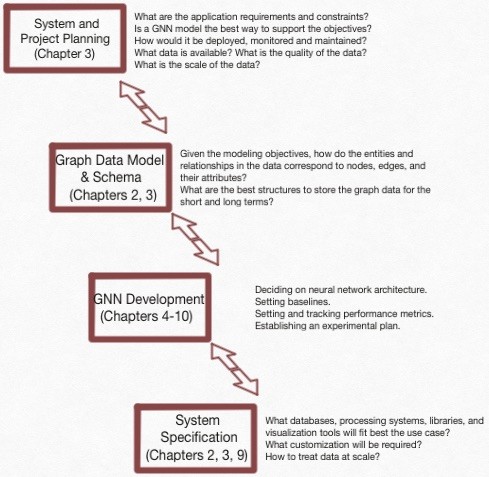 System and
Project Planning
(Chapter 3)
What are the application requirements and constraints?
Is a GNN model the best way to support the objectives?
How would it be deployed, monitored and maintained?
What data is available? What is the quality of the data?
What is the scale of the data?
Graph Data Model
& Schema
(Chapters 2, 3)
Given the modeling objectives, how do the entities and
relationships in the data correspond to nodes, edges, and
their attributes?
What are the best structures to store the graph data for the
short and long terms?
GNN Development
(Chapters 4-10)
Deciding on neural network architecture.
Setting baselines.
Setting and tracking performance metrics.
Establishing an experimental plan.
System
Specification
(Chapters 2, 3, 9)
What databases, processing systems, libraries, and
visualization tools will fit best the use case?
What customization will be required?
How to treat data at scale?